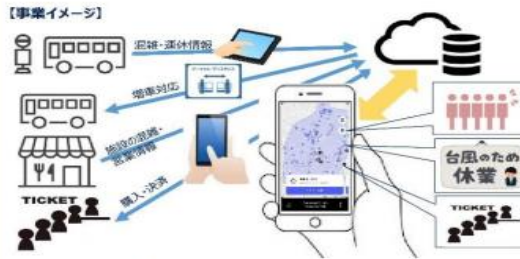 【事業イメージ】
混雑・運休情報
増車対応
施設の混雑・
営業情報
購入・決済
TICKET
台風のため
休業
TICKET